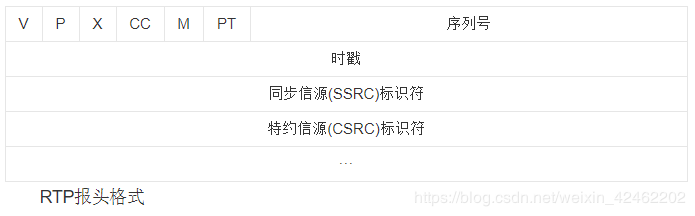 V P X CC M PT 序列号
时戳
同步信源(SSRC)标识符
特约信源(CSRC)标识符
...
RTP报头格式 https://blog.csdn.net/weixin_42462202